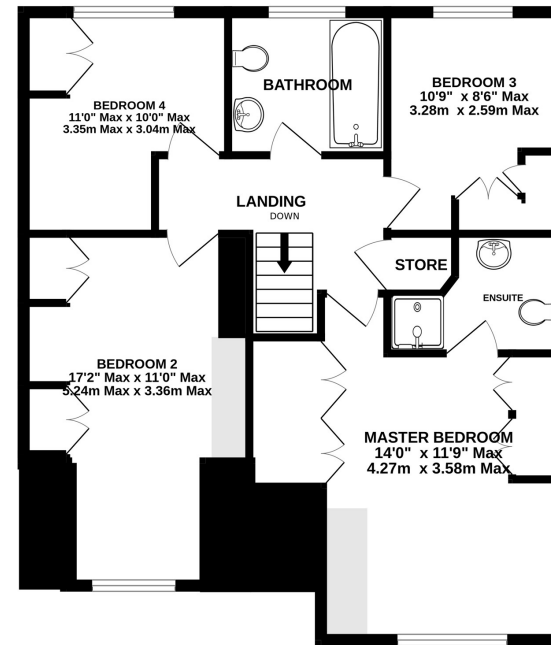 BEDROOM 4
11'0" Max x 10'0" Max
3.35m Max x 3.04m Max
BATHROOM
BEDROOM 3
10'9" x 8'6" Max
3.28m x 2.59m Max
LANDING
DOWN
STORE
ENSUITE
BEDROOM 2
17'2" Max x 11'0" Max
5.24m Max x 3.36m Max
MASTER BEDROOM
14'0" x 11'9" Max
4.27m x 3.58m Max